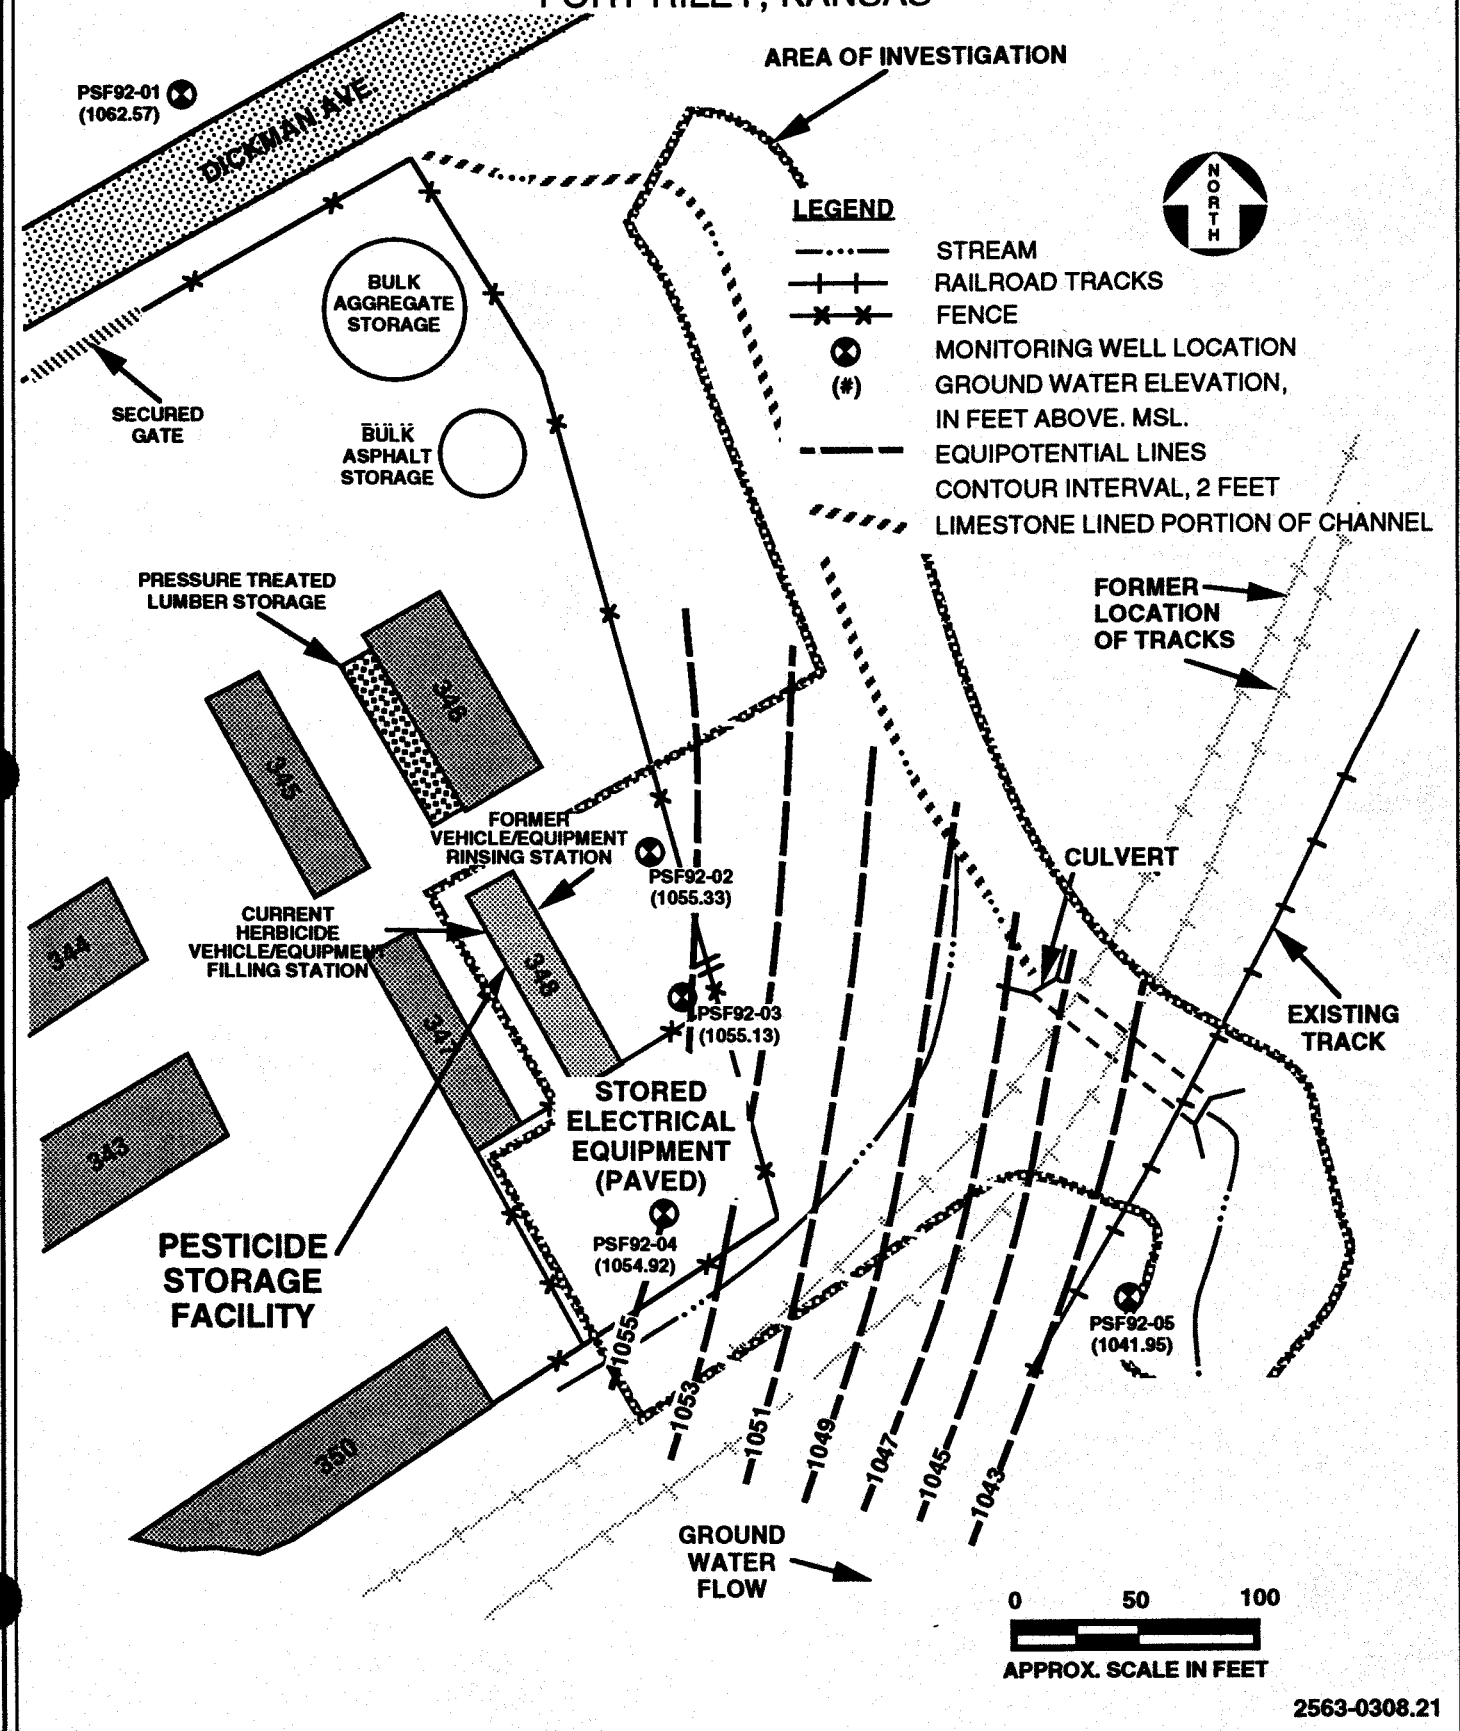 FORT RILEY, KANSAS
AREA OF INVESTIGATION
PSF92-01
(1062.57)
DICKMAN AVE
NORTH
LEGEND
STREAM
RAILROAD TRACKS
FENCE
MONITORING WELL LOCATION
(#) GROUND WATER ELEVATION,
IN FEET ABOVE. MSL.
EQUIPOTENTIAL LINES
CONTOUR INTERVAL, 2 FEET
LIMESTONE LINED PORTION OF CHANNEL
BULK
AGGREGATE
STORAGE
SECURED
GATE
BULK
ASPHALT
STORAGE
PRESSURE TREATED
LUMBER STORAGE
FORMER
LOCATION
OF TRACKS
346
345
FORMER
VEHICLE/EQUIPMENT
RINSING STATION
CULVERT
PSF92-02
(1055.33)
CURRENT
HERBICIDE
VEHICLE/EQUIPMENT
FILLING STATION
344
348
347
PSF92-03
(1055.13)
EXISTING
TRACK
343
STORED
ELECTRICAL
EQUIPMENT
(PAVED)
PESTICIDE
STORAGE
FACILITY
PSF92-04
(1054.92)
PSF92-05
(1041.95)
350
1055
1053
1051
1049
1047
1045
1043
GROUND
WATER
FLOW
0 50 100
APPROX. SCALE IN FEET
2563-0308.21